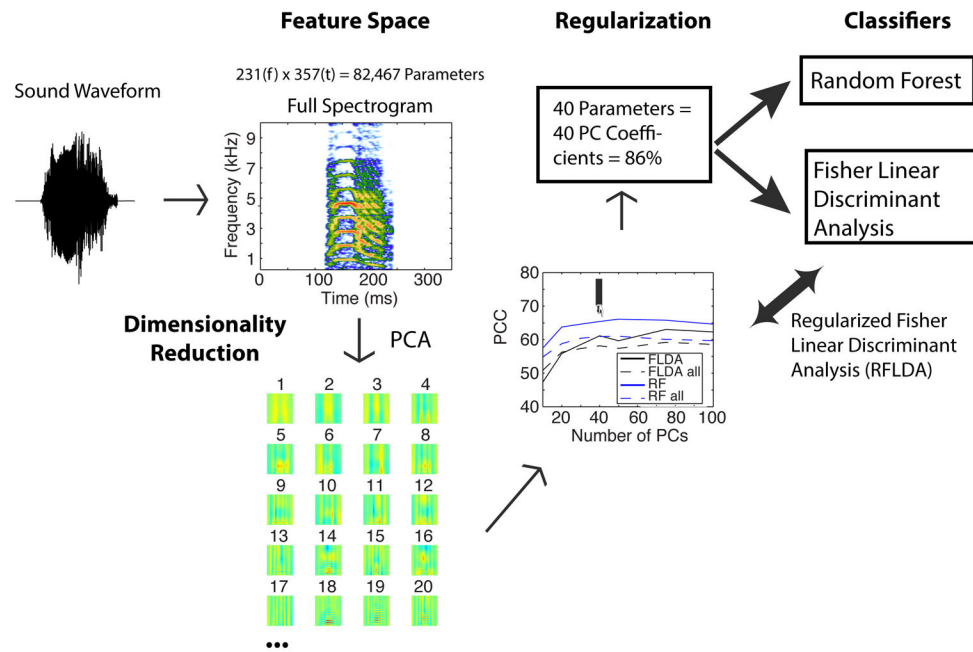 Feature Space
Regularization
Classifiers
231(f) x 357(t) = 82,467 Parameters
Sound Waveform
Full Spectrogram
9
7
5
3
1
Frequency (kHz)
0
100
200
300
Time (ms)
40 Parameters =
40 PC Coeffi-
cients = 86%
Random Forest
Fisher Linear
Discriminant
Analysis
Dimensionality
Reduction
PCA
1 2 3 4
5 6 7 8
9 10 11 12
13 14 15 16
17 18 19 20
...
80
70
60
50
40
PCC
FLDA
FLDA all
RF
RF all
20 40 60 80 100
Number of PCs
Regularized Fisher
Linear Discriminant
Analysis (RFLDA)